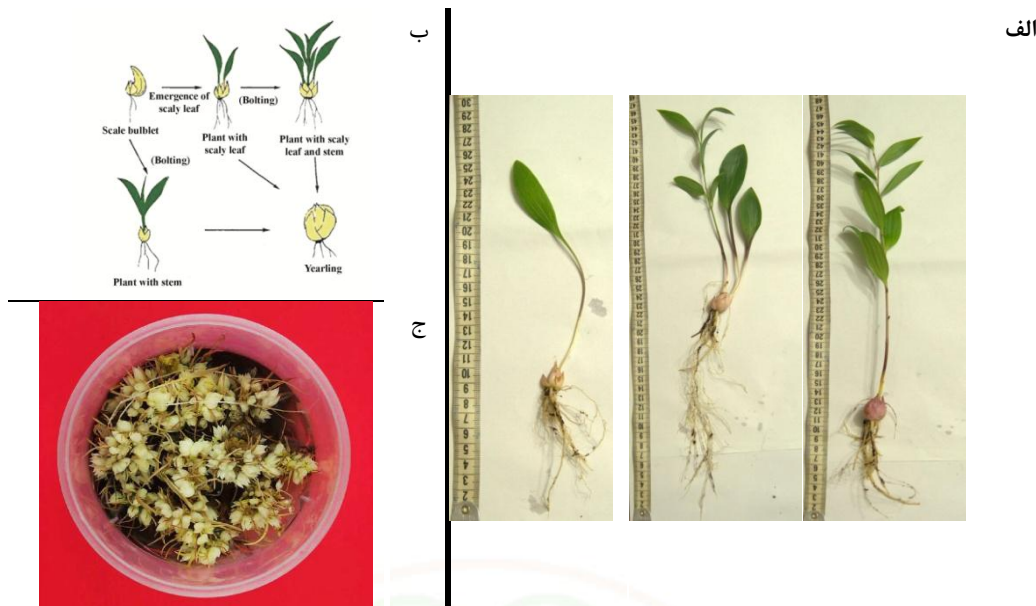 الف
ب
Emergence of
scaly leaf
(Bolting)
Scale bulblet
Plant with
scaly leaf
Plant with scaly
leaf and stem
(Bolting)
Yearling
Plant with stem
ج